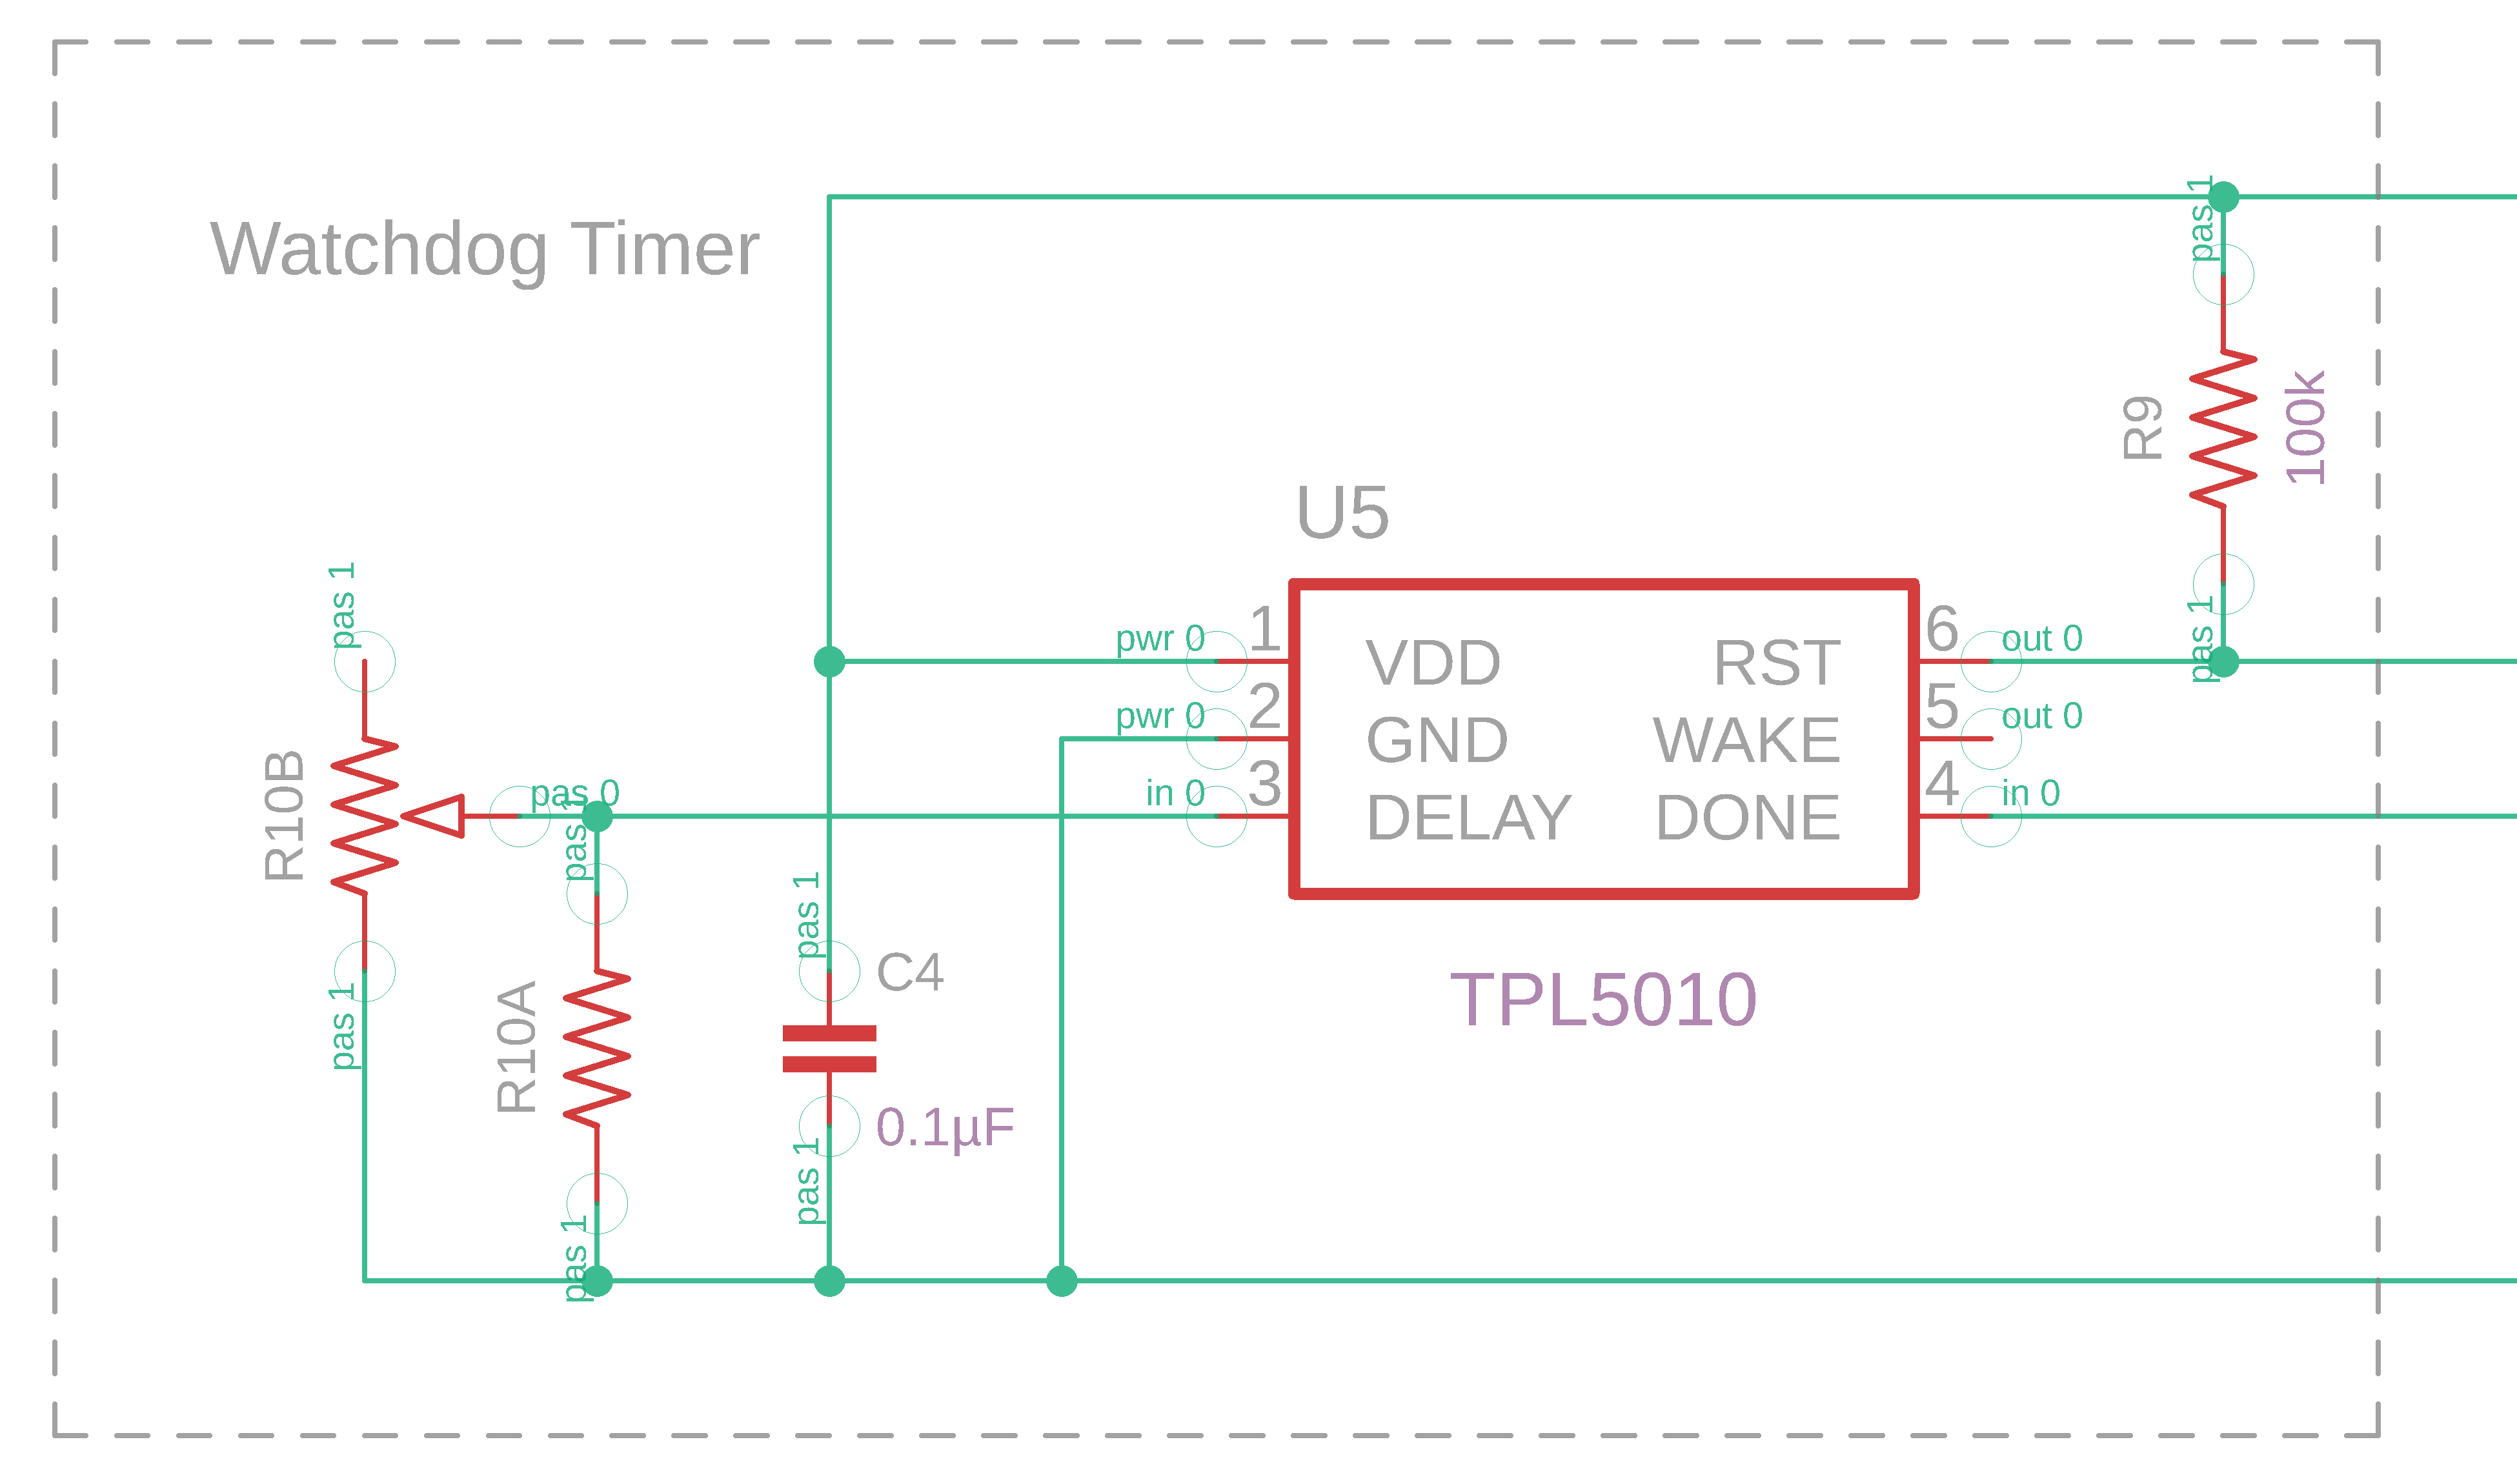 Watchdog Timer
pas 1
R9
100k
pas 1
U5
pas 1
R10B
pas 0
pas 1
pas 1
R10A
pas 1
pas 1
C4
0.1µF
pas 1
pwr 0
1
VDD
RST
6
out 0
pwr 0
2
GND
WAKE
5
out 0
in 0
3
DELAY
DONE
4
in 0
TPL5010